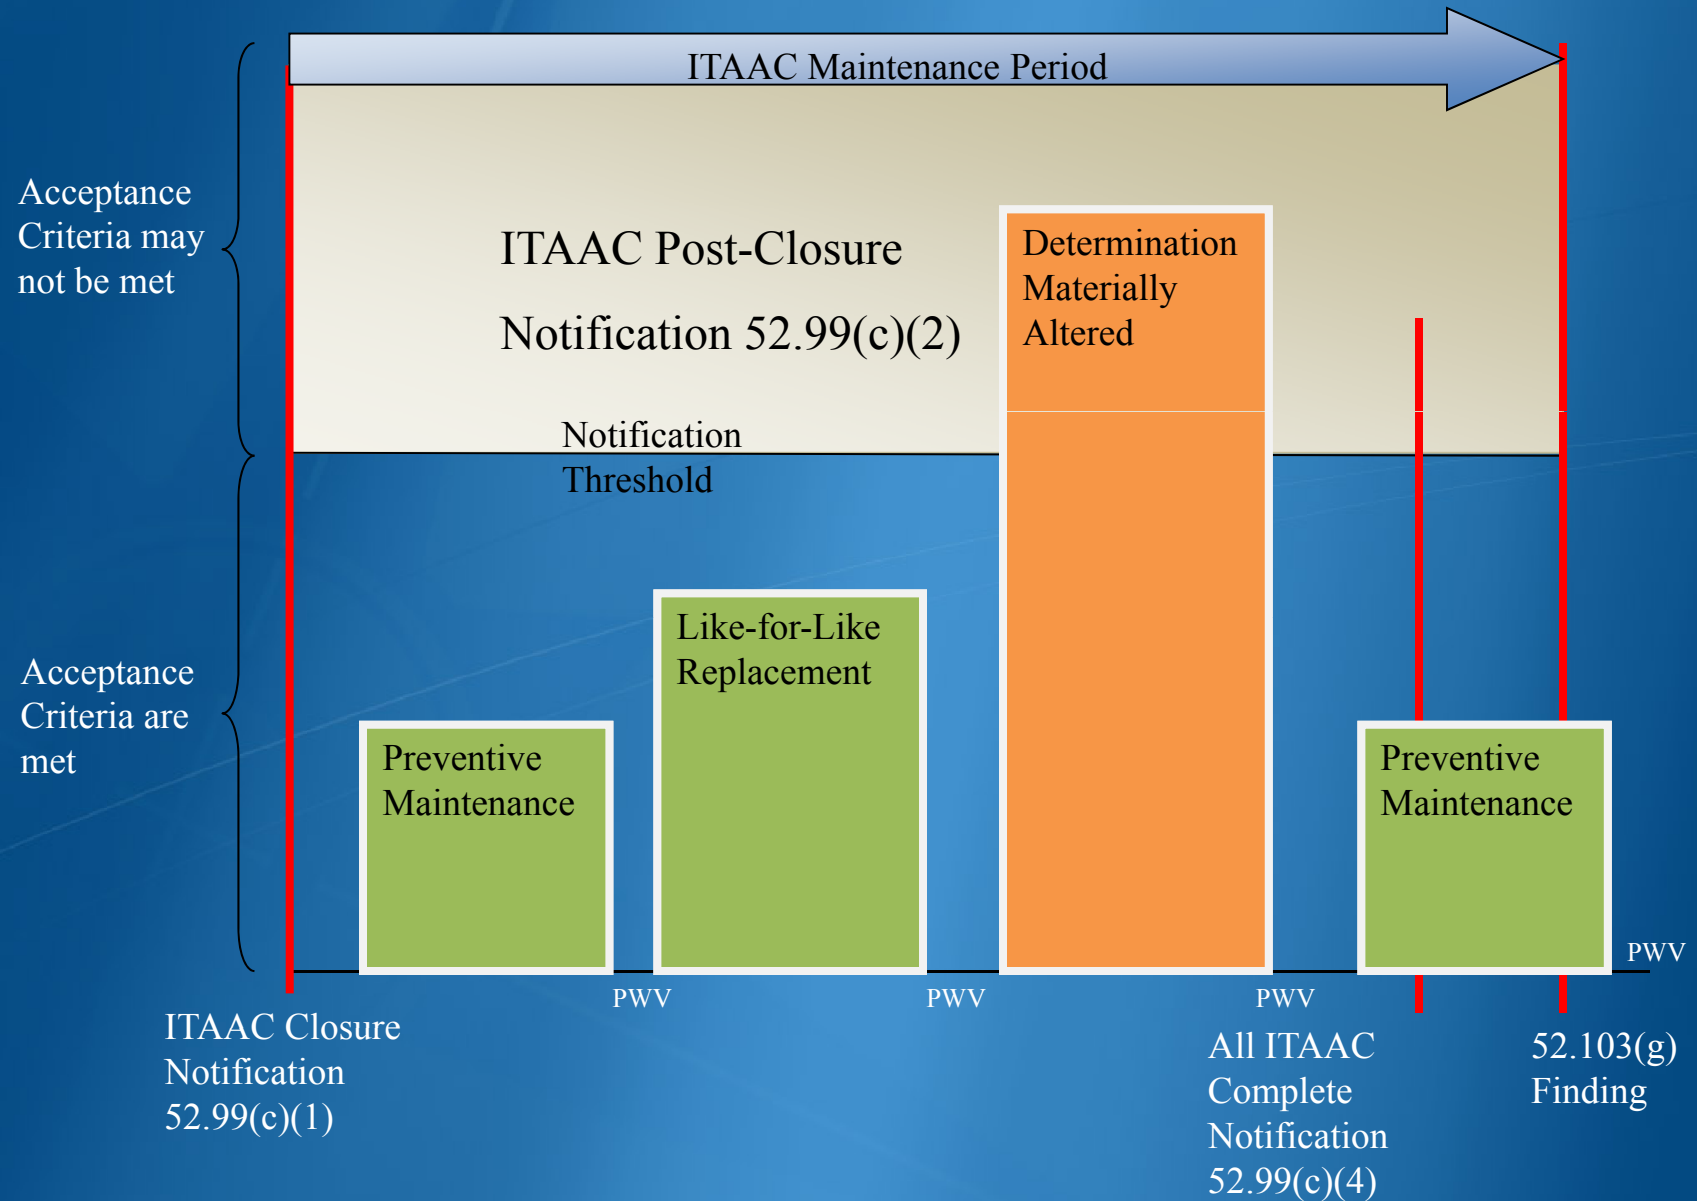 ITAAC Maintenance Period
Acceptance
Criteria may
not be met
ITAAC Post-Closure
Notification 52.99(c)(2)
Determination
Materially
Altered
Notification
Threshold
Like-for-Like
Replacement
Acceptance
Criteria are
met
Preventive
Maintenance
Preventive
Maintenance
PWV
PWV
PWV
PWV
ITAAC Closure
Notification
52.99(c)(1)
All ITAAC
Complete
Notification
52.99(c)(4)
52.103(g)
Finding